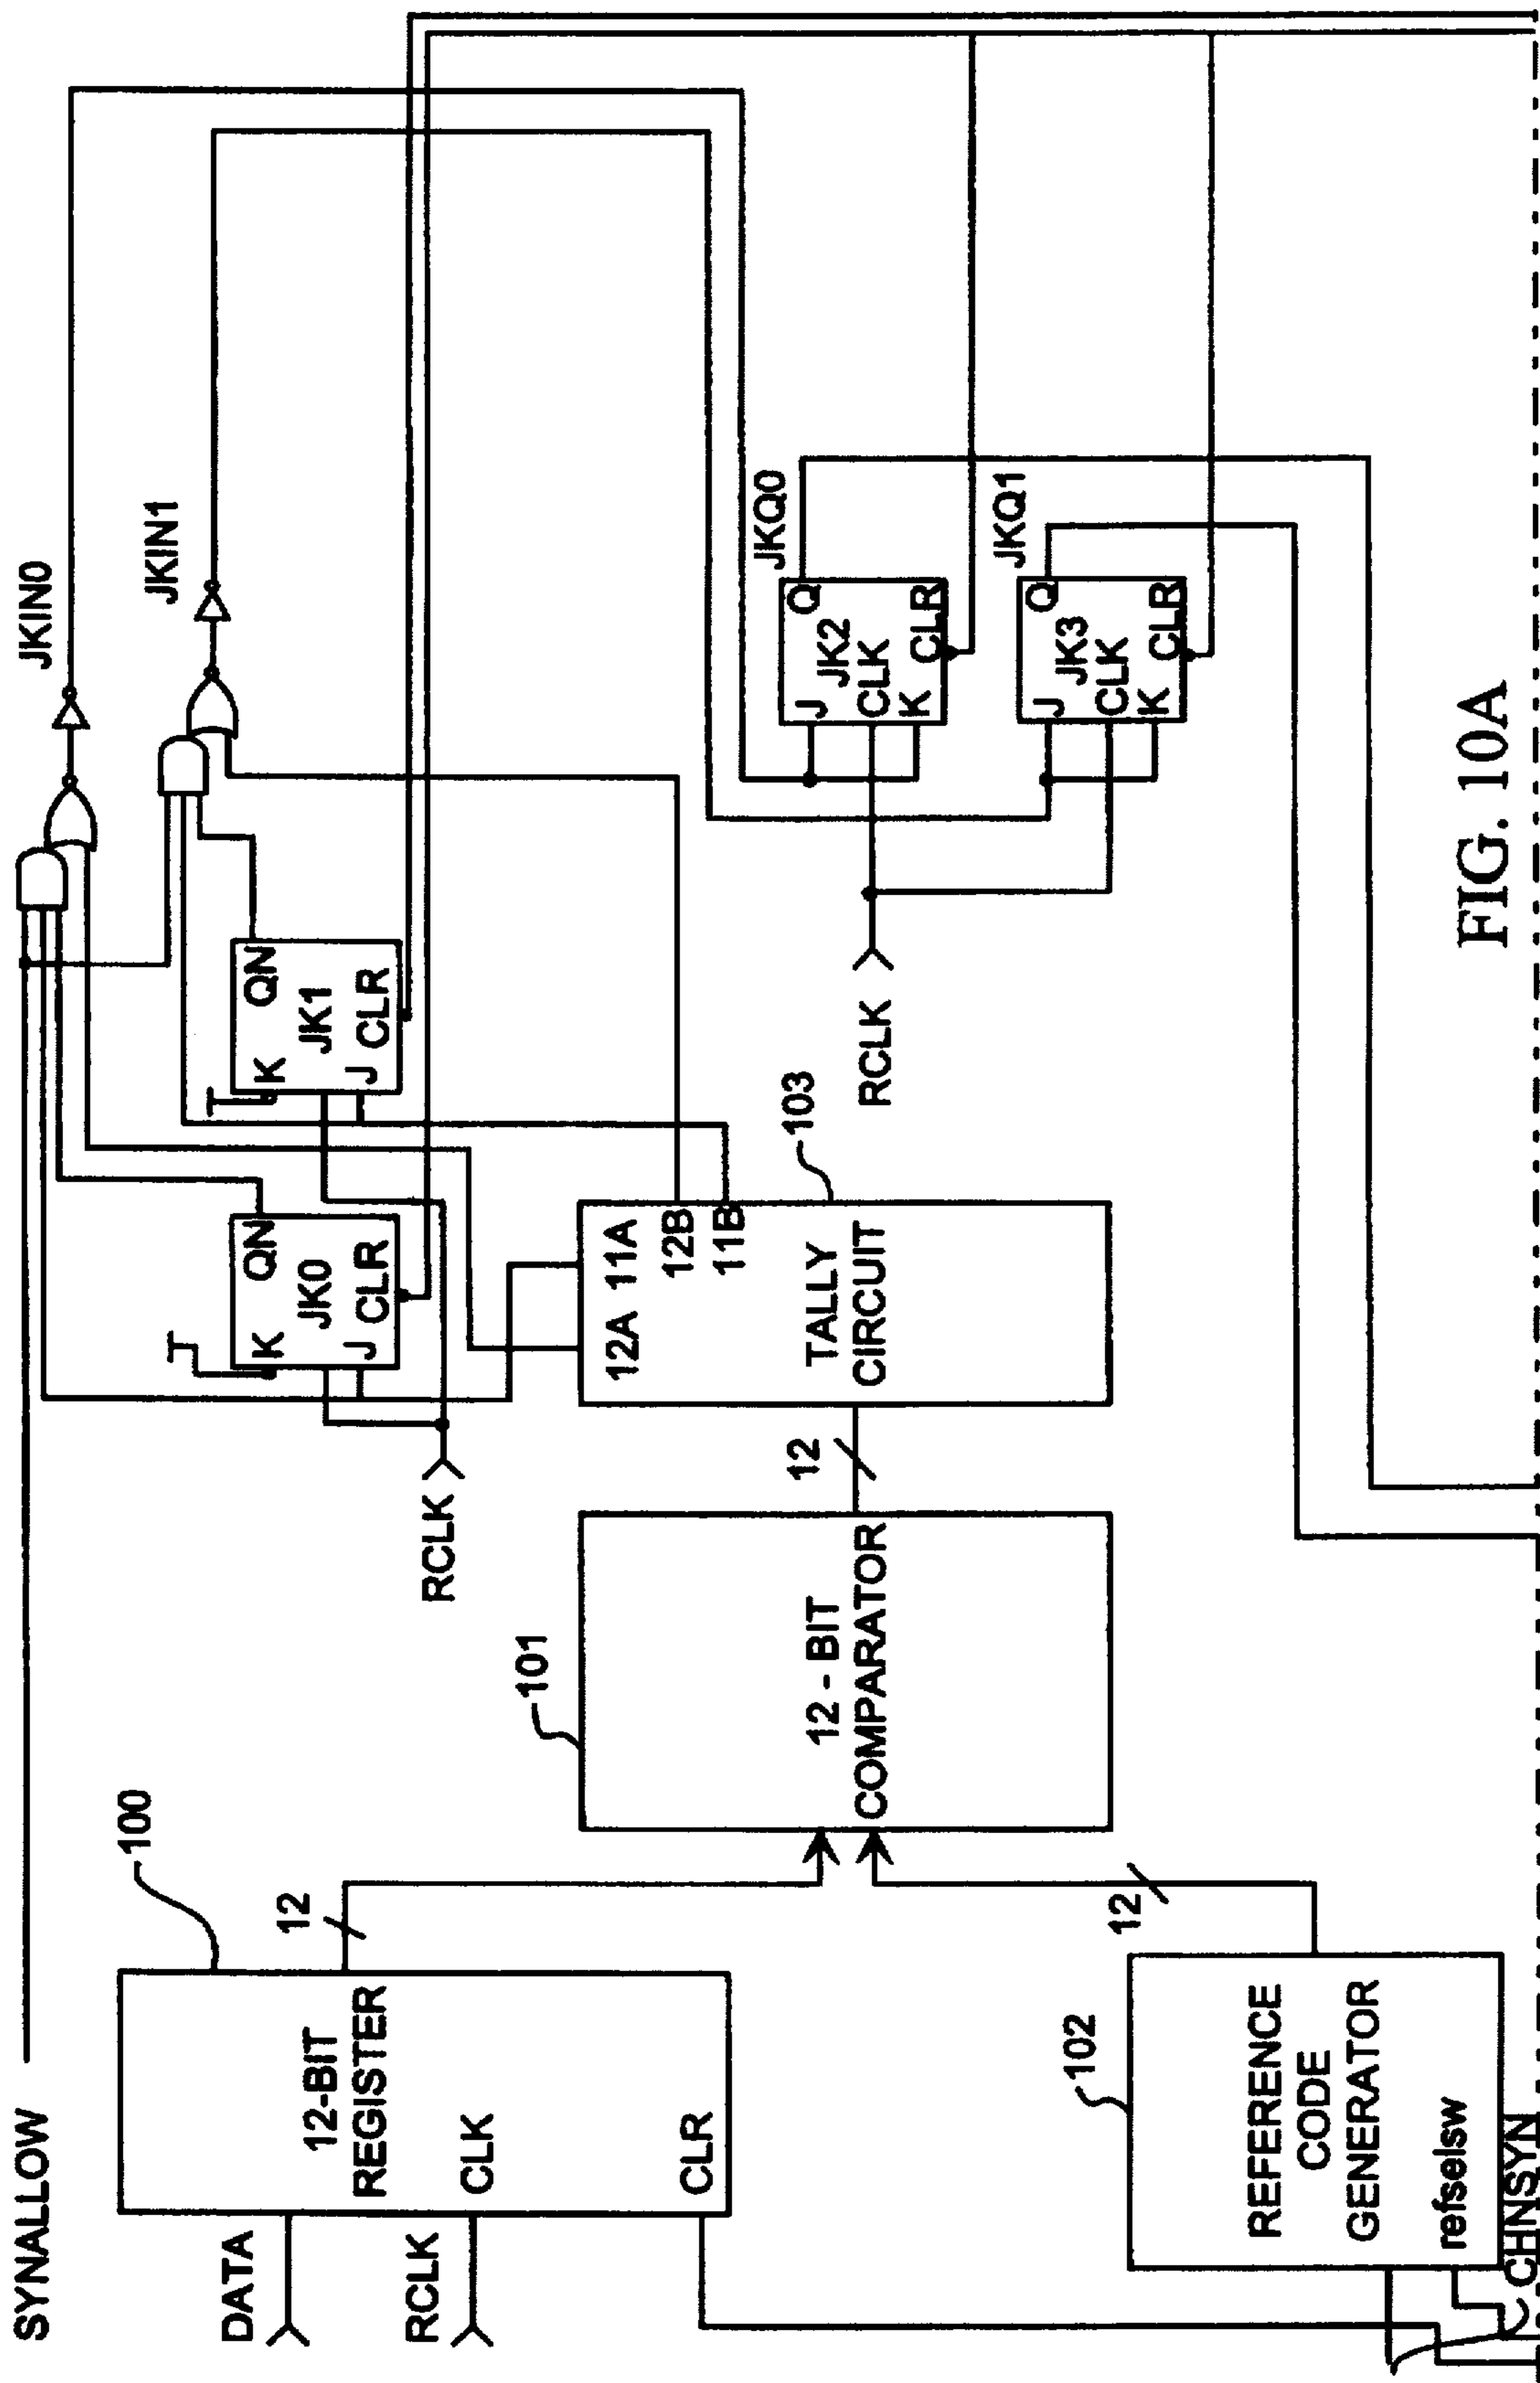 SYNALLOW
DATA
RCLK
12-BIT
REGISTER
CLK
CLR
100
12
REFERENCE
CODE
GENERATOR
refselsw
102
CHNSYN
12
101
12 - BIT
COMPARATOR
12
RCLK
K
QN
JK0
J
CLR
K
QN
JK1
J
CLR
12A 11A
12B
11B
TALLY
CIRCUIT
103
JKIN0
JKIN1
RCLK
J
Q
JK2
CLK
K
CLR
JKQ0
J
Q
JK3
CLK
K
CLR
JKQ1
FIG. 10A